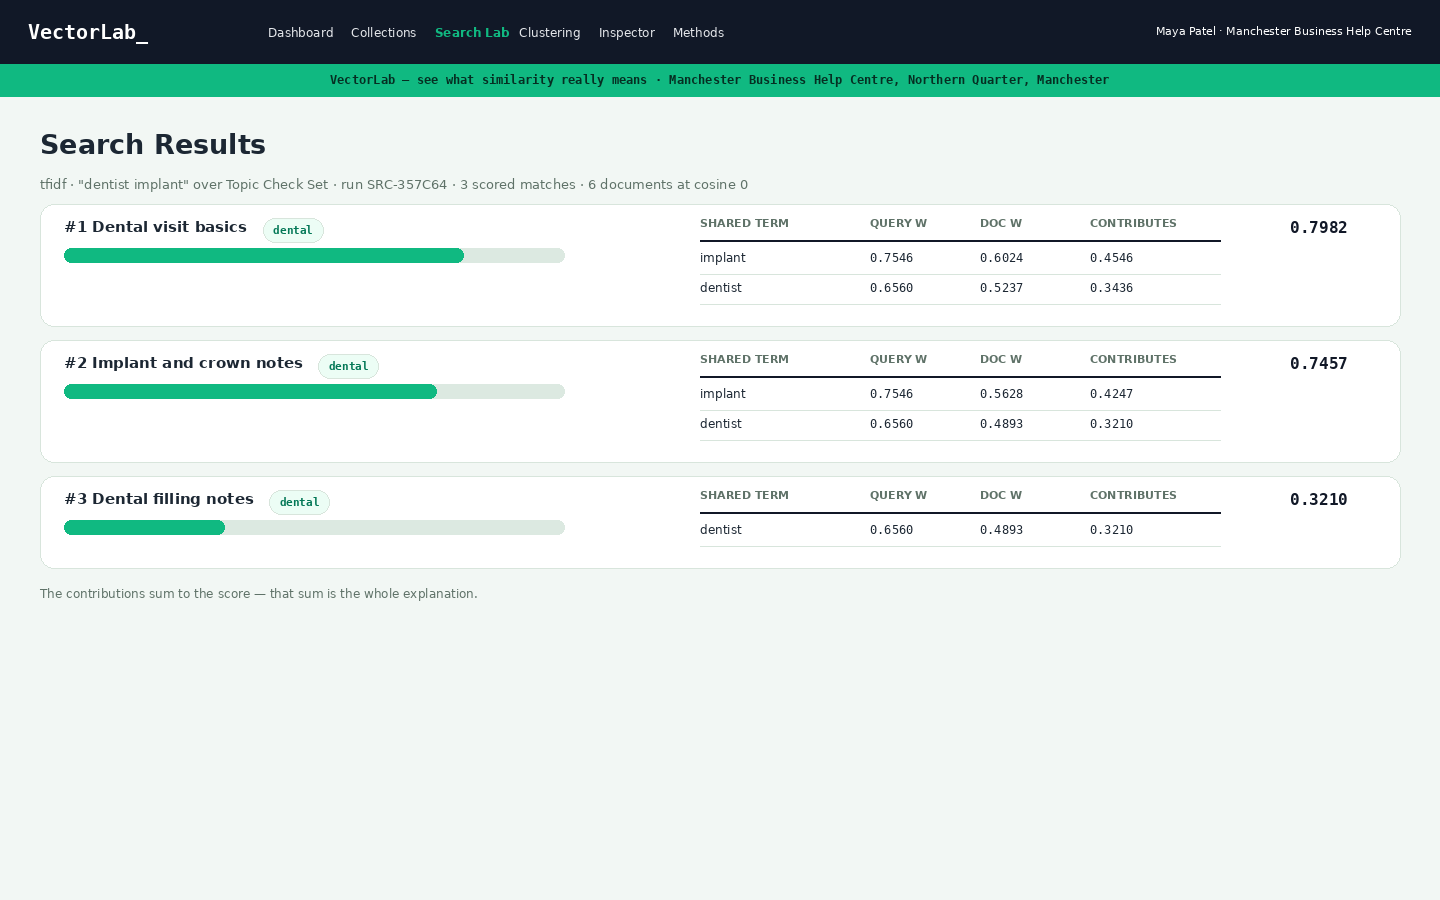 VectorLab_
Dashboard Collections Search Lab Clustering Inspector Methods
Maya Patel · Manchester Business Help Centre
VectorLab — see what similarity really means · Manchester Business Help Centre, Northern Quarter, Manchester
Search Results
tfidf · "dentist implant" over Topic Check Set · run SRC-357C64 · 3 scored matches · 6 documents at cosine 0
#1 Dental visit basics dental
SHARED TERM QUERY W DOC W CONTRIBUTES
implant 0.7546 0.6024 0.4546
dentist 0.6560 0.5237 0.3436
0.7982
#2 Implant and crown notes dental
SHARED TERM QUERY W DOC W CONTRIBUTES
implant 0.7546 0.5628 0.4247
dentist 0.6560 0.4893 0.3210
0.7457
#3 Dental filling notes dental
SHARED TERM QUERY W DOC W CONTRIBUTES
dentist 0.6560 0.4893 0.3210
0.3210
The contributions sum to the score — that sum is the whole explanation.